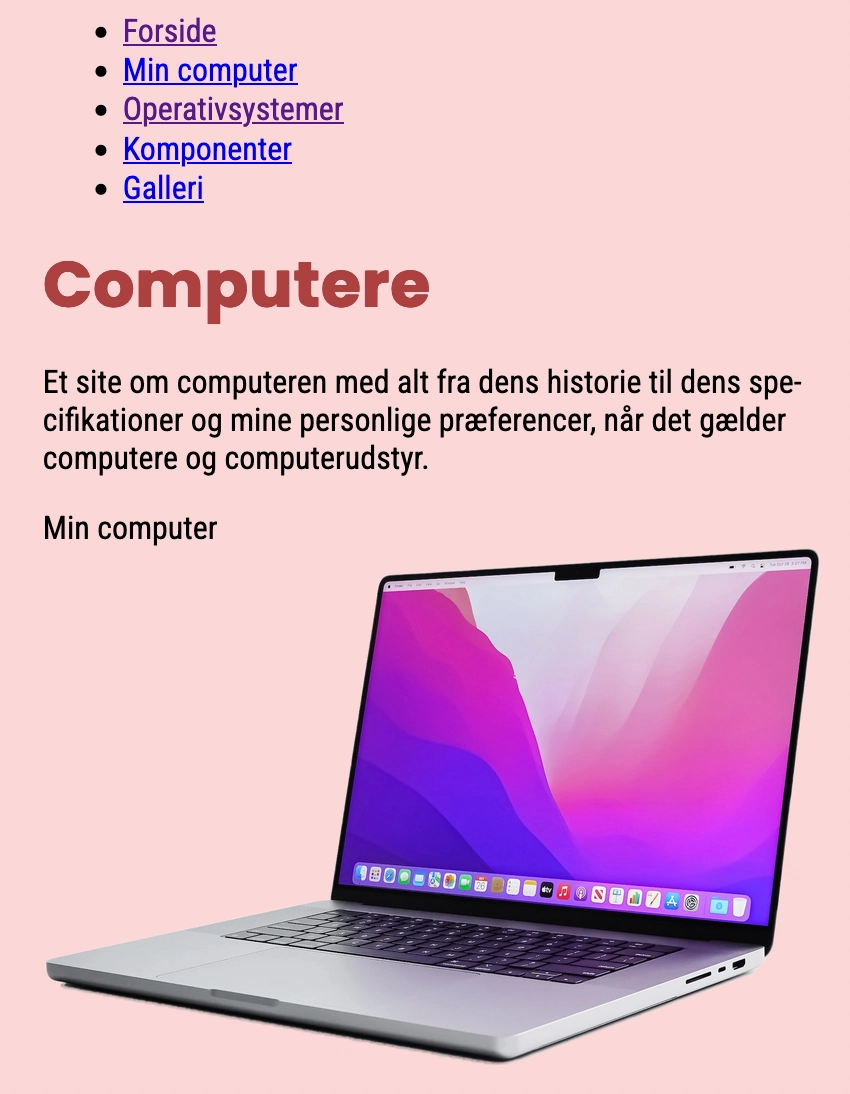 Forside
Min computer
Operativsystemer
Komponenter
Galleri
Computere
Et site om computeren med alt fra dens historie til dens spe-
cifikationer og mine personlige præferencer, når det gælder
computere og computerudstyr.
Min computer